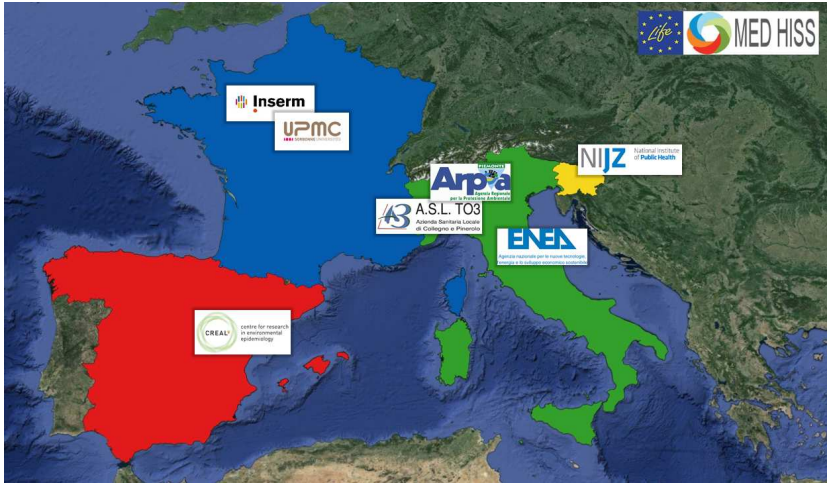 Life
MED HISS
Inserm
UPMC
SORBONNE UNIVERSITÉS
NIJZ
National Institute
of Public Health
PIEMONTE
Arpa
Agenzia Regionale
per la Protezione Ambientale
A.S.L. TO3
Azienda Sanitaria Locale
di Collegno e Pinerolo
ENEA
Agenzia nazionale per le nuove tecnologie,
l'energia e lo sviluppo economico sostenibile
CREAL
centre for research
in environmental
epidemiology